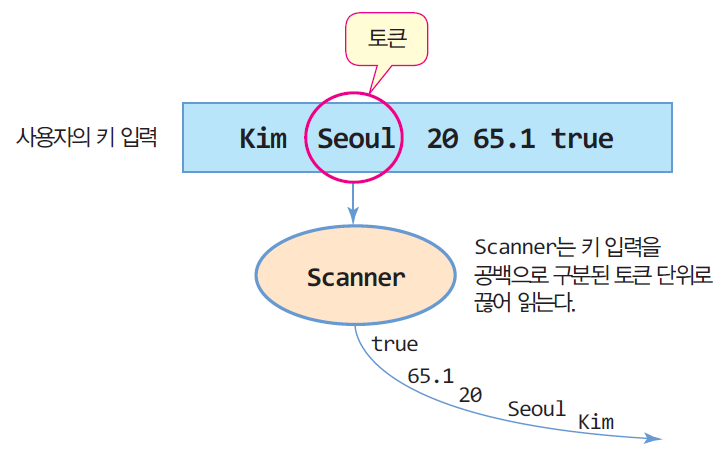 토큰
사용자의 키 입력
Kim Seoul 20 65.1 true
Scanner
Scanner는 키 입력을
공백으로 구분된 토큰 단위로
끊어 읽는다.
true
65.1
20
Seoul
Kim